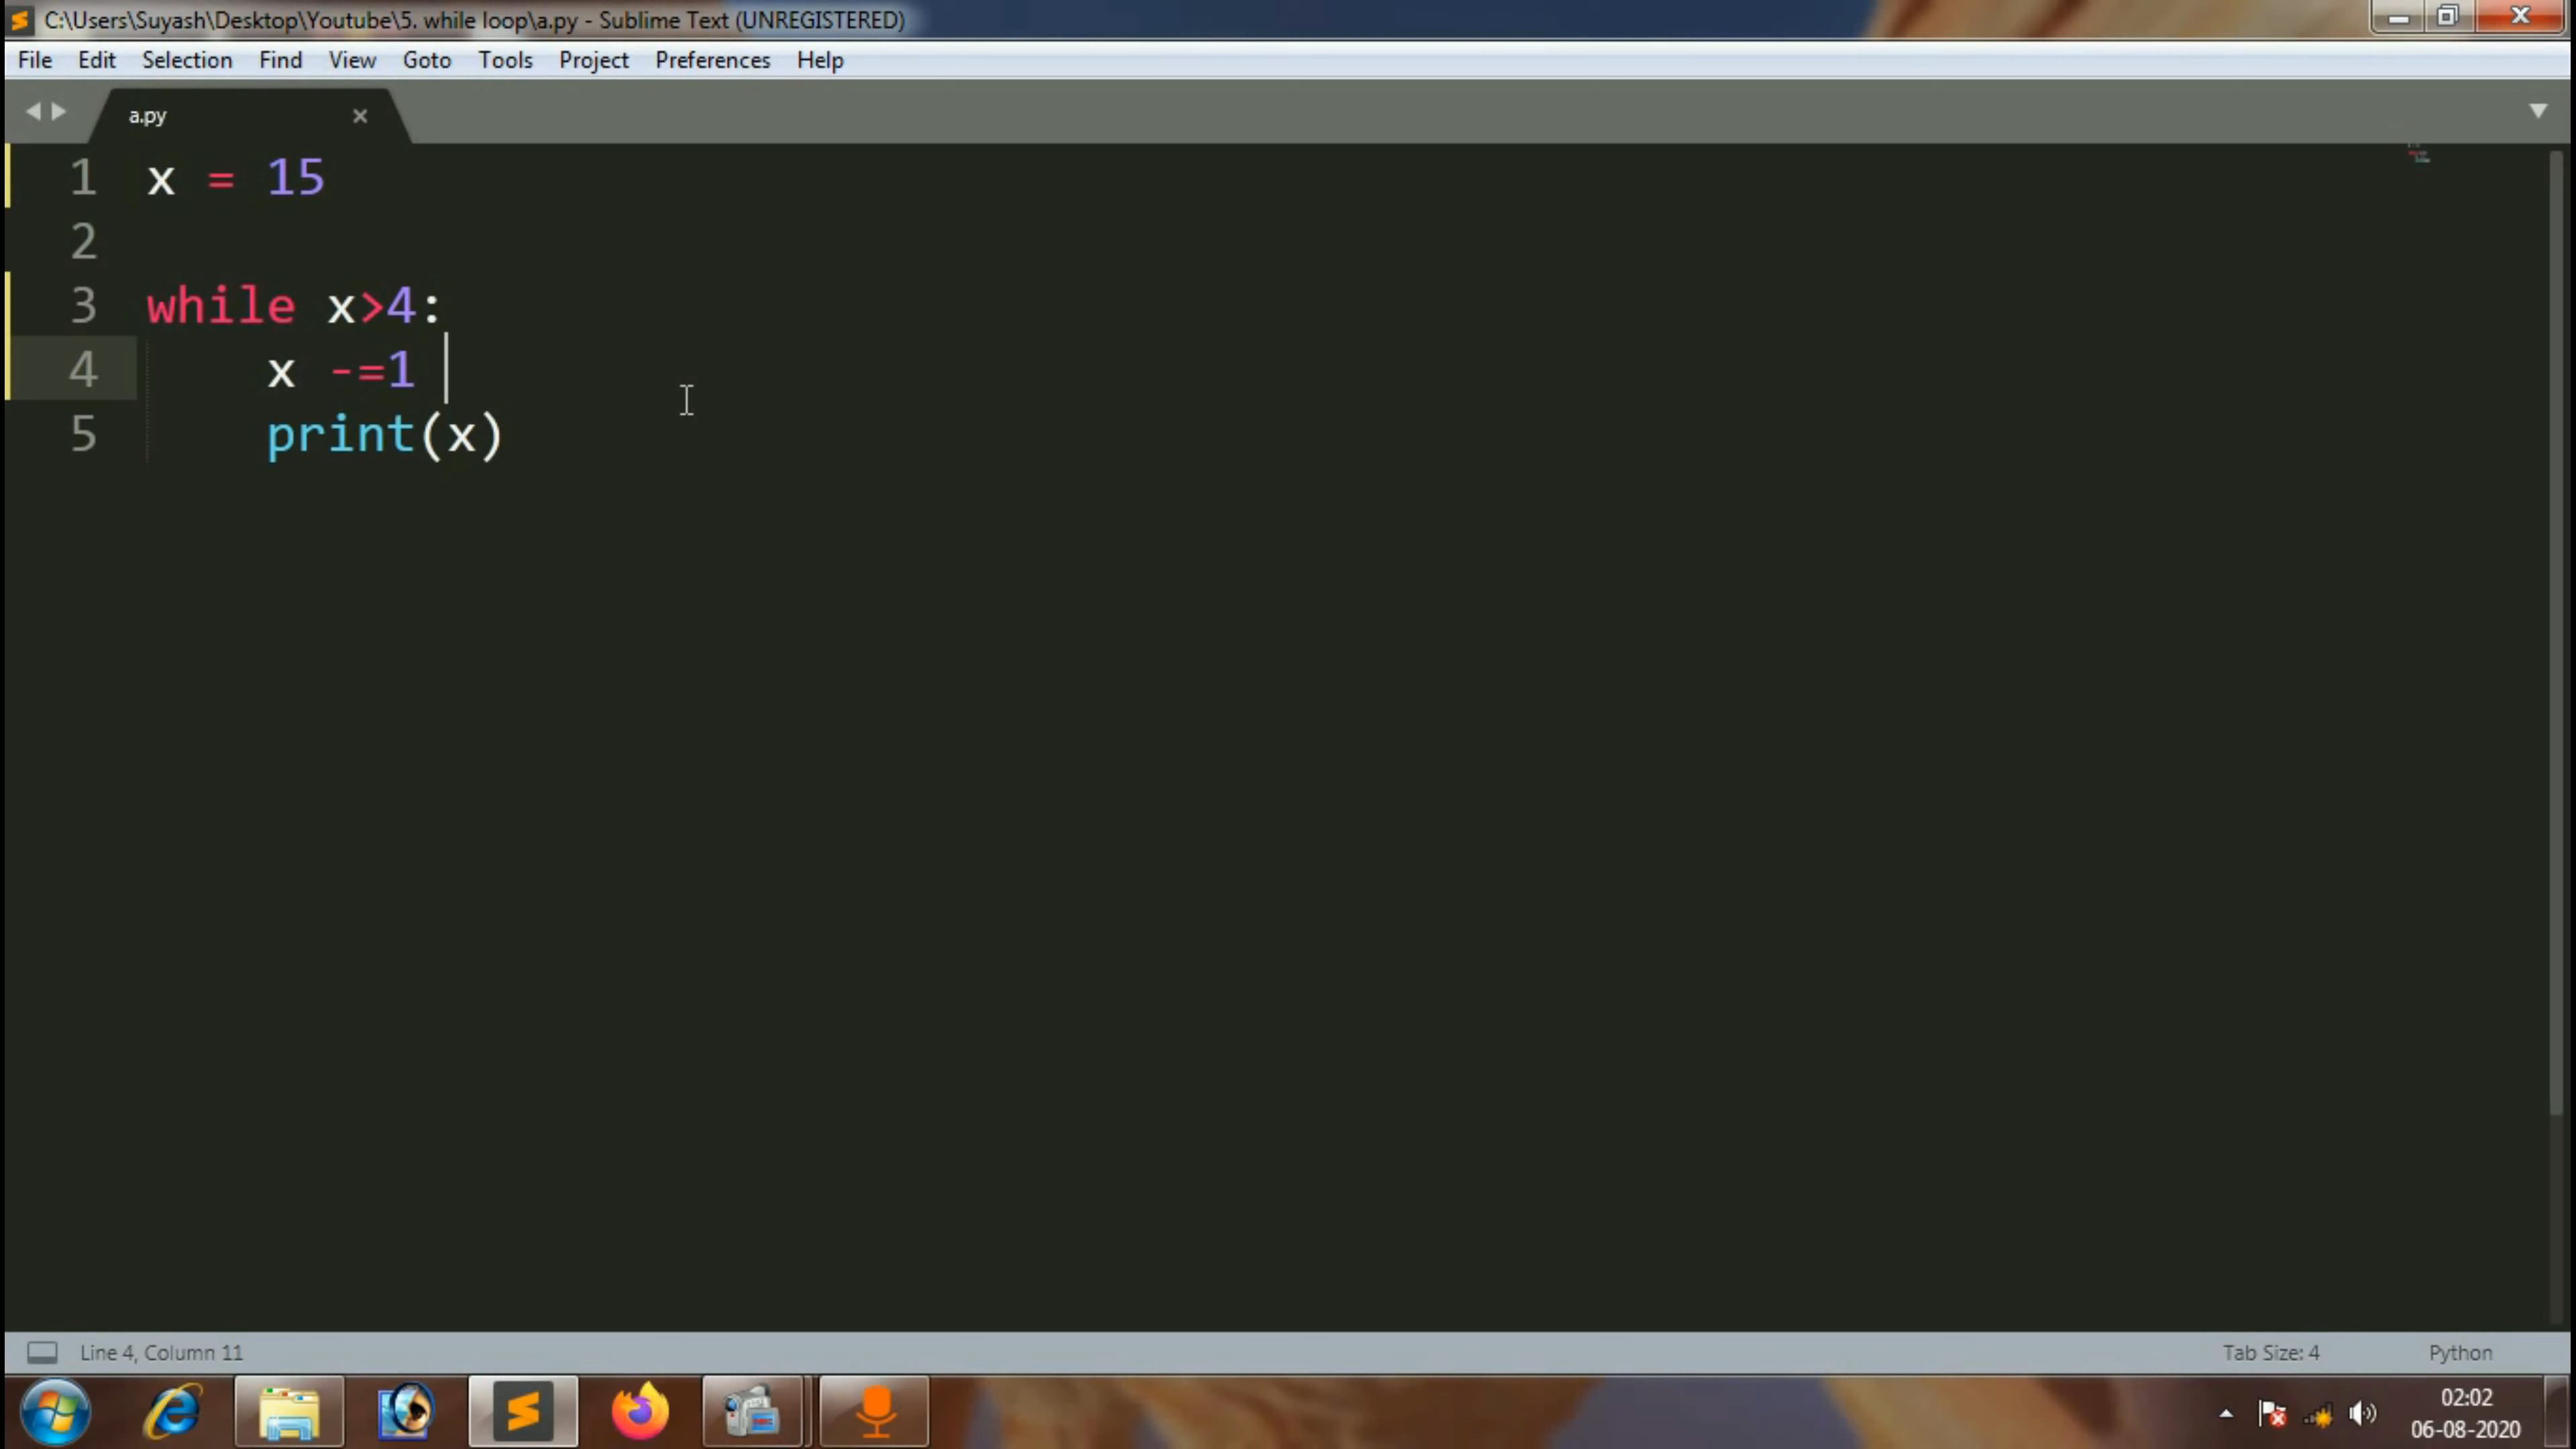 C:\Users\Suyash\Desktop\Youtube\5. while loop\a.py - Sublime Text (UNREGISTERED)
File Edit Selection Find View Goto Tools Project Preferences Help
a.py
1 x = 15
2
3 while x>4:
4     x -=1
5     print(x)
Line 4, Column 11 Tab Size: 4 Python
02:02
06-08-2020